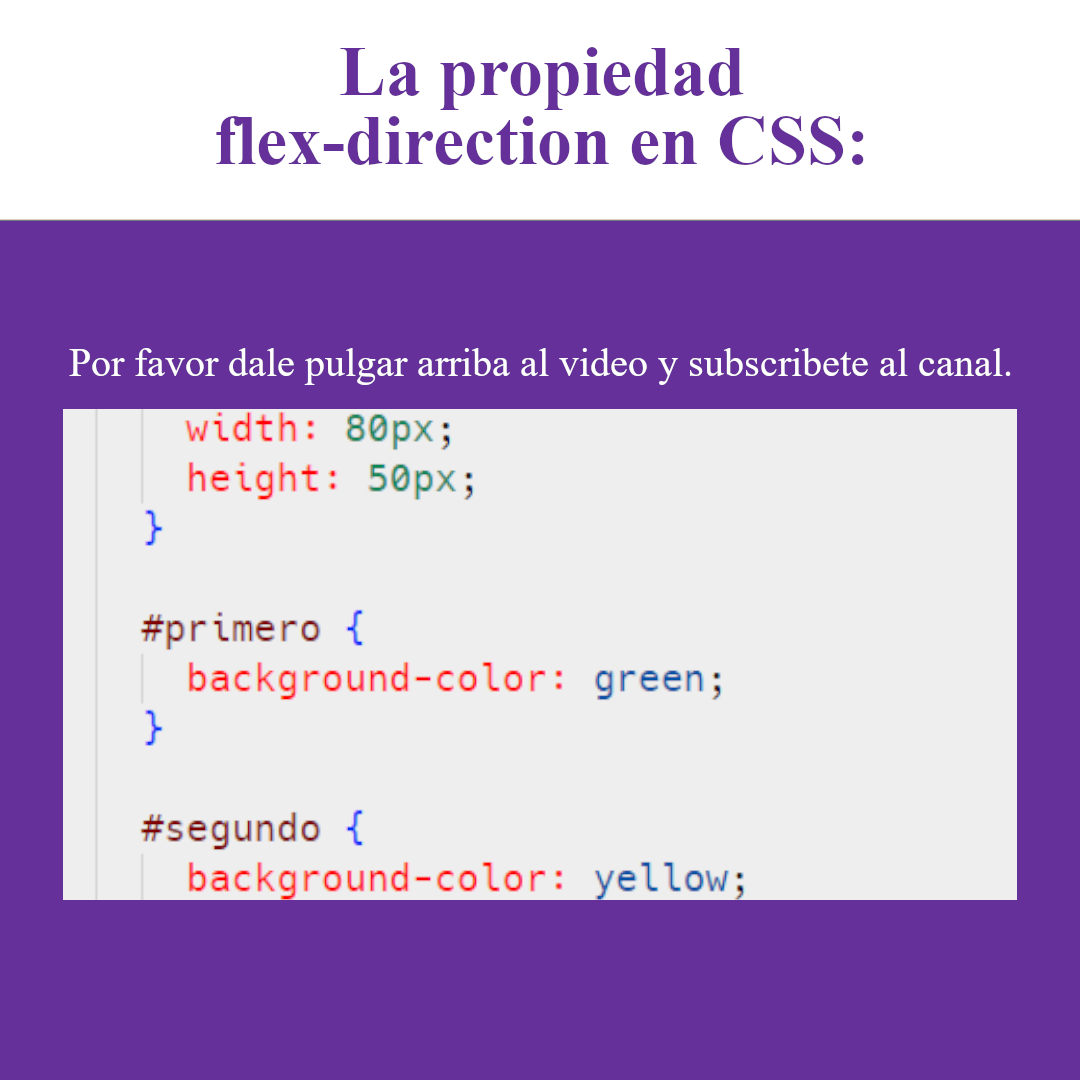 La propiedad
flex-direction en CSS:
Por favor dale pulgar arriba al video y subscribete al canal.
width: 80px;
height: 50px;
}
#primero {
background-color: green;
}
#segundo {
background-color: yellow;